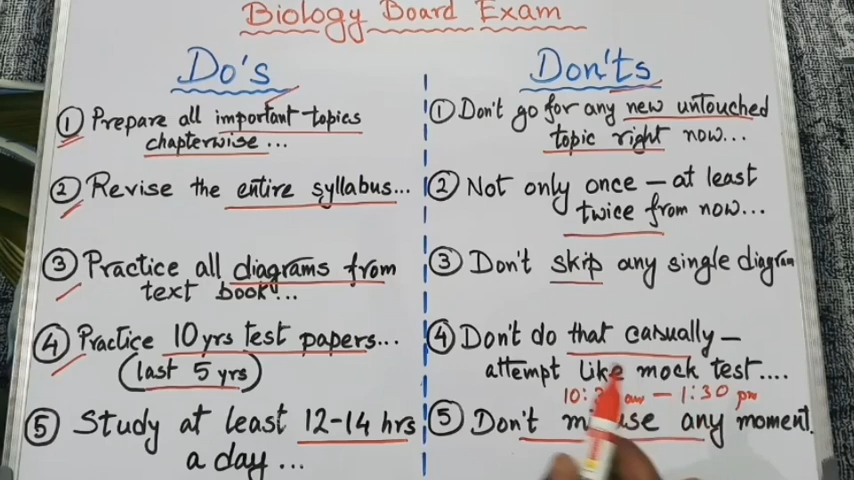 Biology Board Exam
Do's
① Prepare all important topics
chapterwise...
② Revise the entire syllabus...
③ Practice all diagrams from
text book...
④ Practice 10 yrs test papers...
(last 5 yrs)
⑤ Study at least 12-14 hrs
a day...
Don'ts
① Don't go for any new untouched
topic right now...
② Not only once – at least
twice from now...
③ Don't skip any single diagram
④ Don't do that casually –
attempt like mock test....
– 1:30 pm
⑤ Don't any moment.